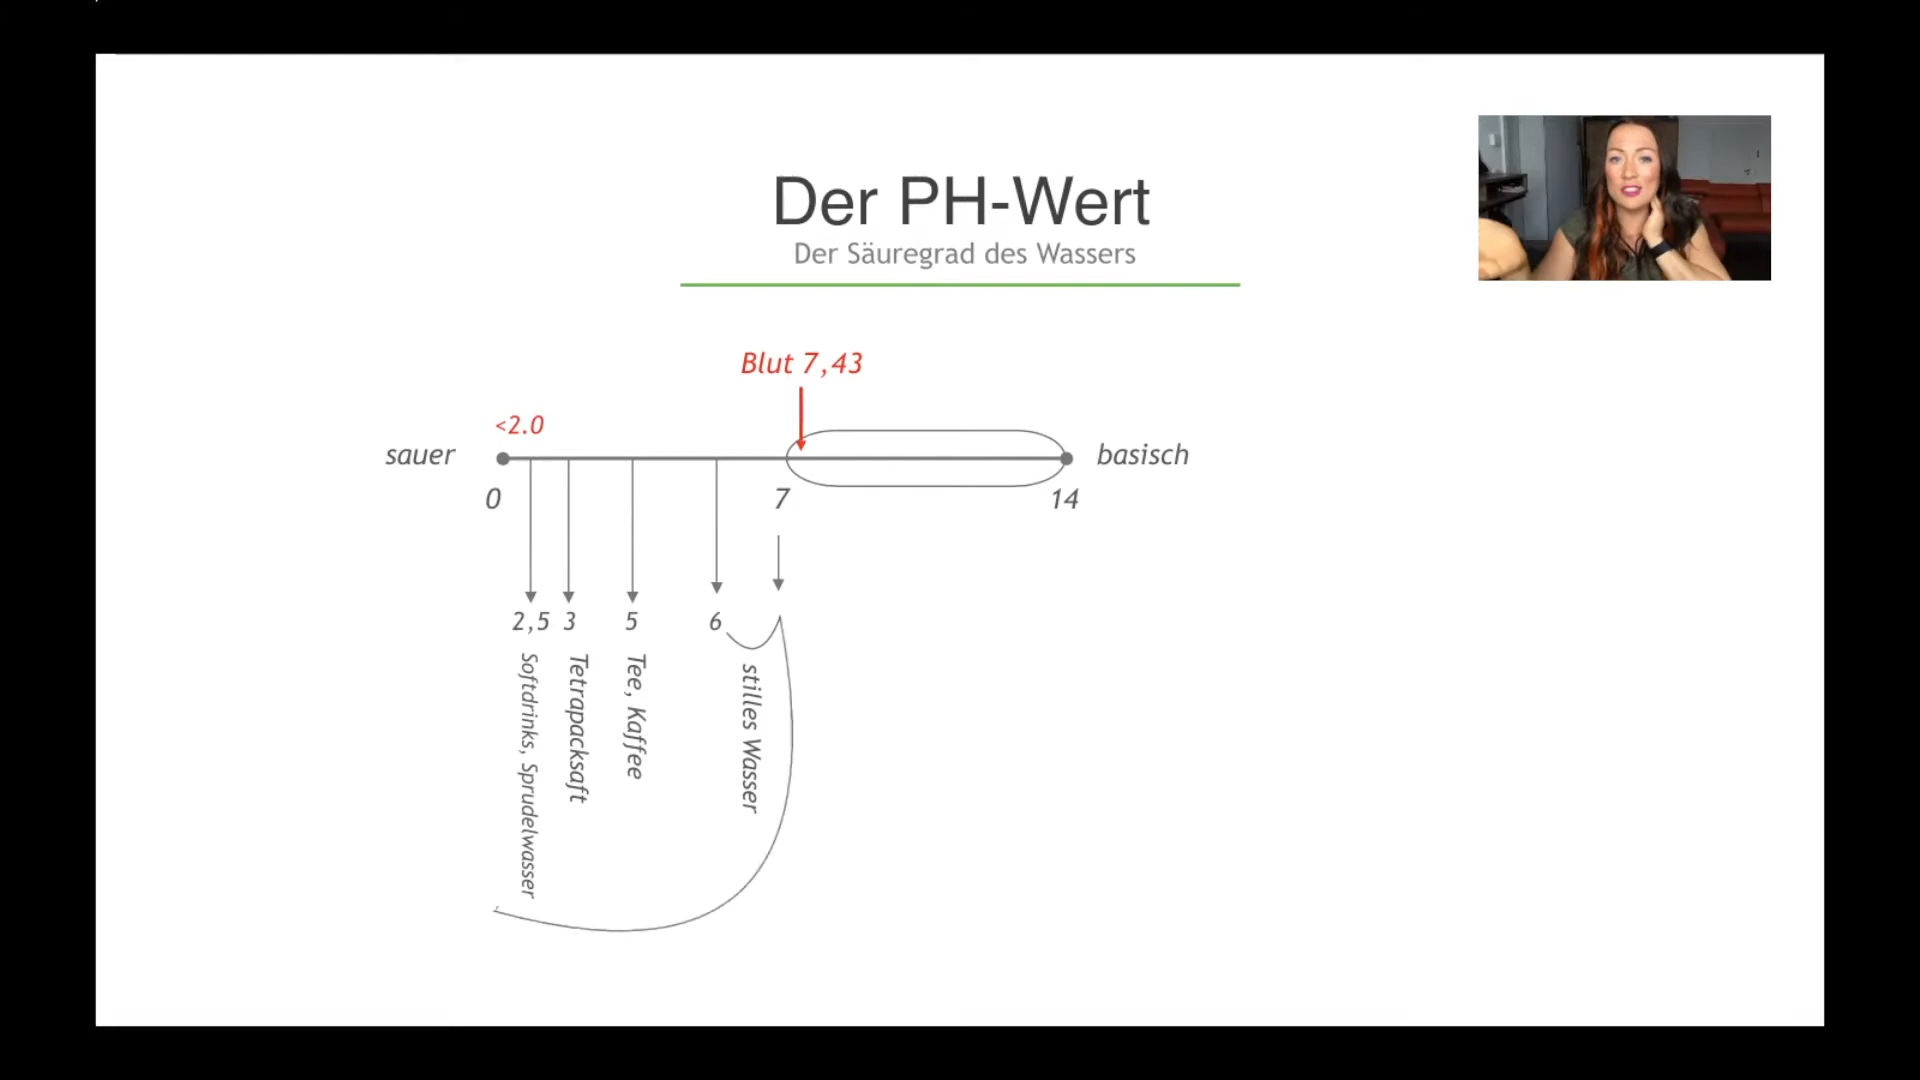 Der PH-Wert
Der Säuregrad des Wassers
Blut 7,43
<2.0
sauer
basisch
0
7
14
2,5
3
5
6
Softdrinks, Sprudelwasser
Tetrapacksaft
Tee, Kaffee
stilles Wasser